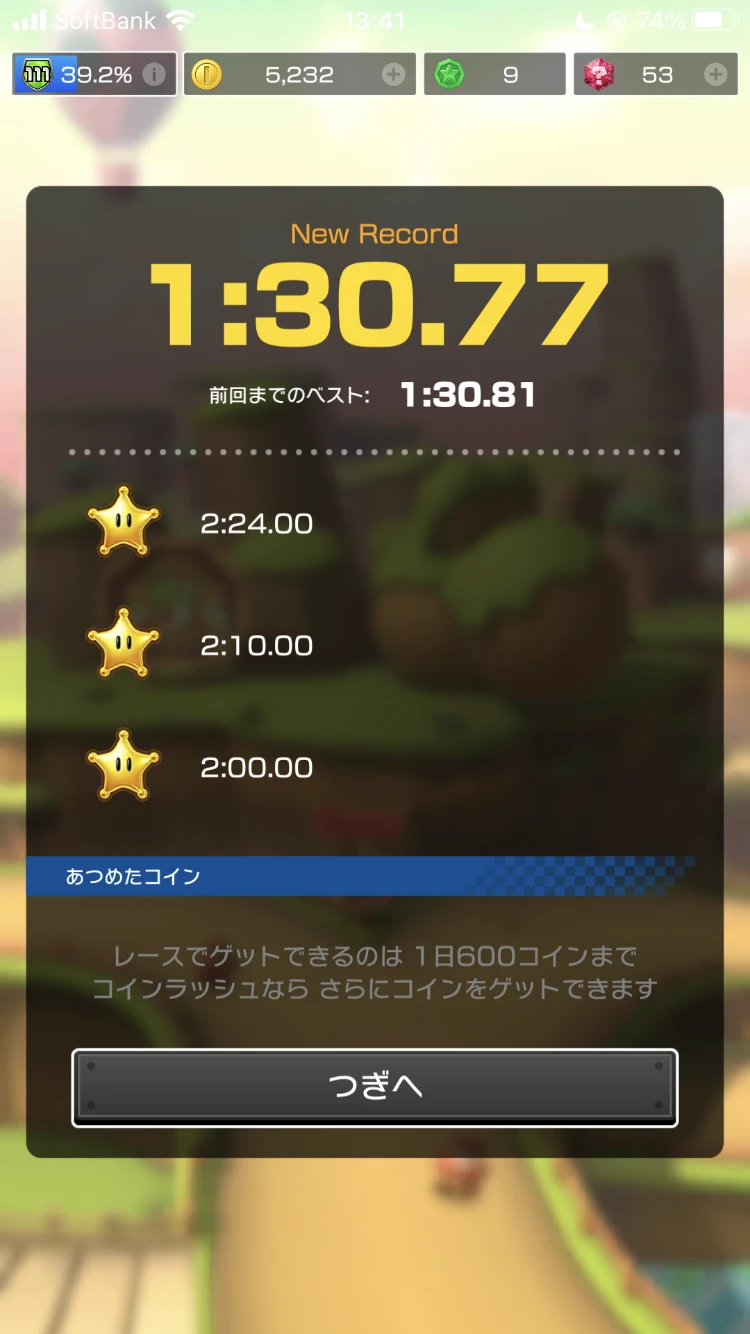 SoftBank 13:41 74%
111 39.2% 5,232 9 53
New Record
1:30.77
前回までのベスト: 1:30.81
2:24.00
2:10.00
2:00.00
あつめたコイン
レースでゲットできるのは 1日600コインまで
コインラッシュなら さらにコインをゲットできます
つぎへ